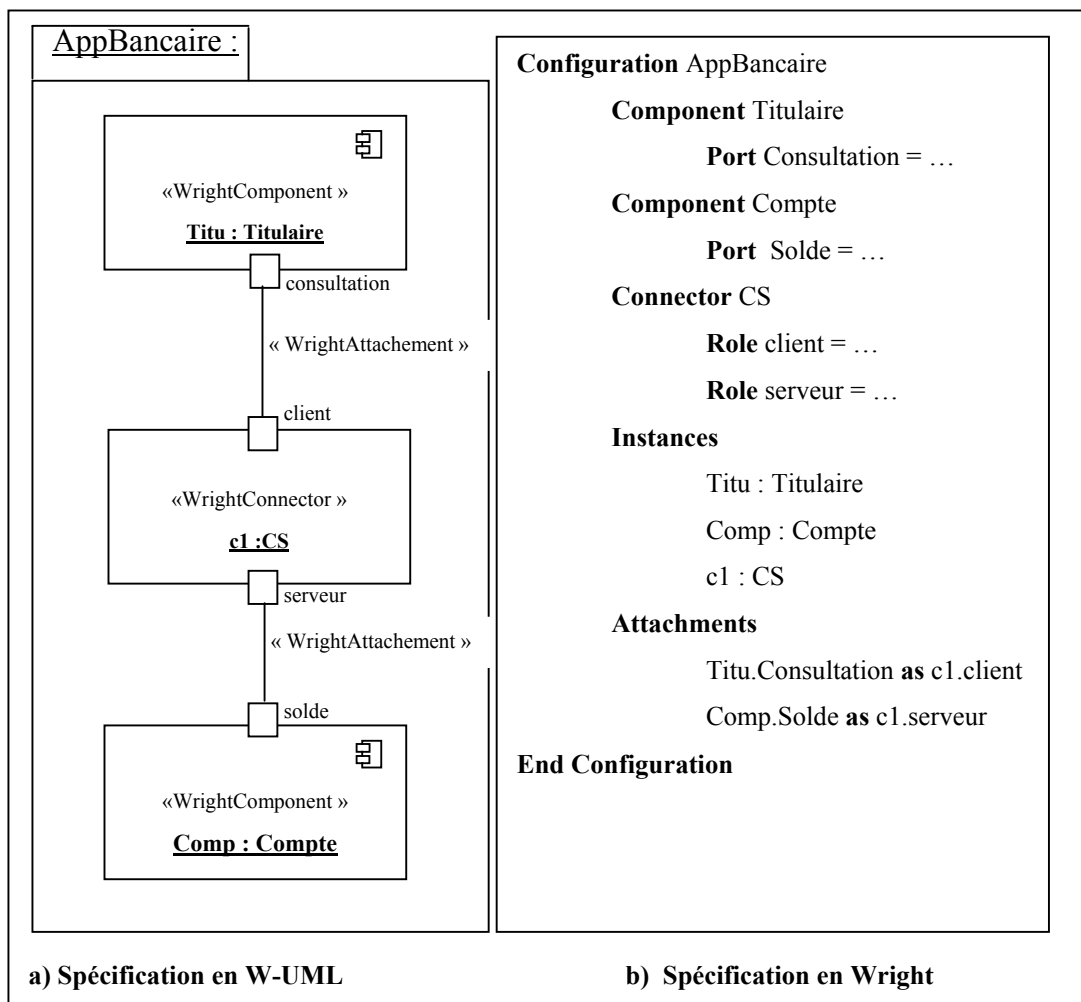 AppBancaire :
«WrightComponent »
Titu : Titulaire
consultation
« WrightAttachement »
client
«WrightConnector »
c1 :CS
serveur
« WrightAttachement »
solde
«WrightComponent »
Comp : Compte
a) Spécification en W-UML
Configuration AppBancaire
Component Titulaire
Port Consultation = …
Component Compte
Port Solde = …
Connector CS
Role client = …
Role serveur = …
Instances
Titu : Titulaire
Comp : Compte
c1 : CS
Attachments
Titu.Consultation as c1.client
Comp.Solde as c1.serveur
End Configuration
b) Spécification en Wright